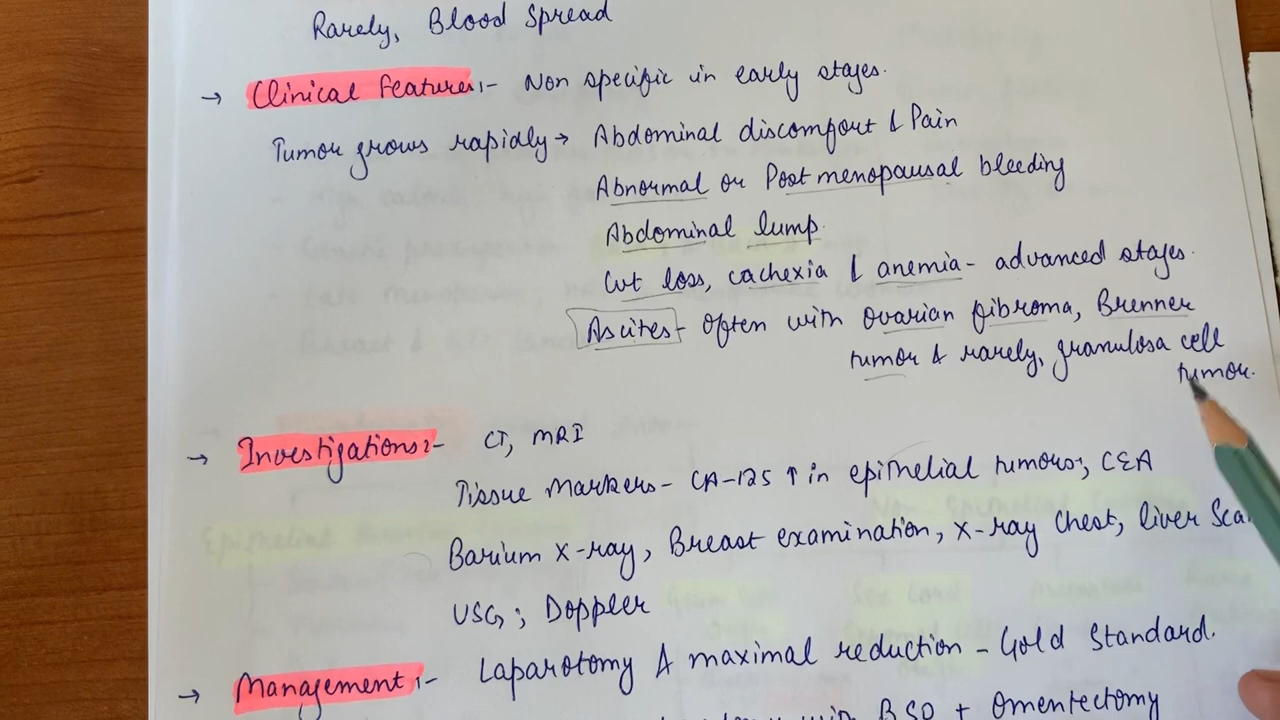 Rarely, Blood Spread
→ Clinical features:- Non specific in early stages.
Tumor grows rapidly → Abdominal discomfort & Pain
Abnormal or Post menopausal bleeding
Abdominal lump.
wt loss, cachexia & anemia - advanced stages.
Ascites - Often with ovarian fibroma, Brenner
tumor & rarely, granulosa cell
tumor.
→ Investigations:- CT, MRI
Tissue Markers - CA-125 ↑ in epithelial tumors, CEA
Barium X-ray, Breast examination, X-ray Chest, liver Scan
USG, ; Doppler
→ Management:- Laparotomy & maximal reduction - Gold Standard.
with BSO + Omentectomy